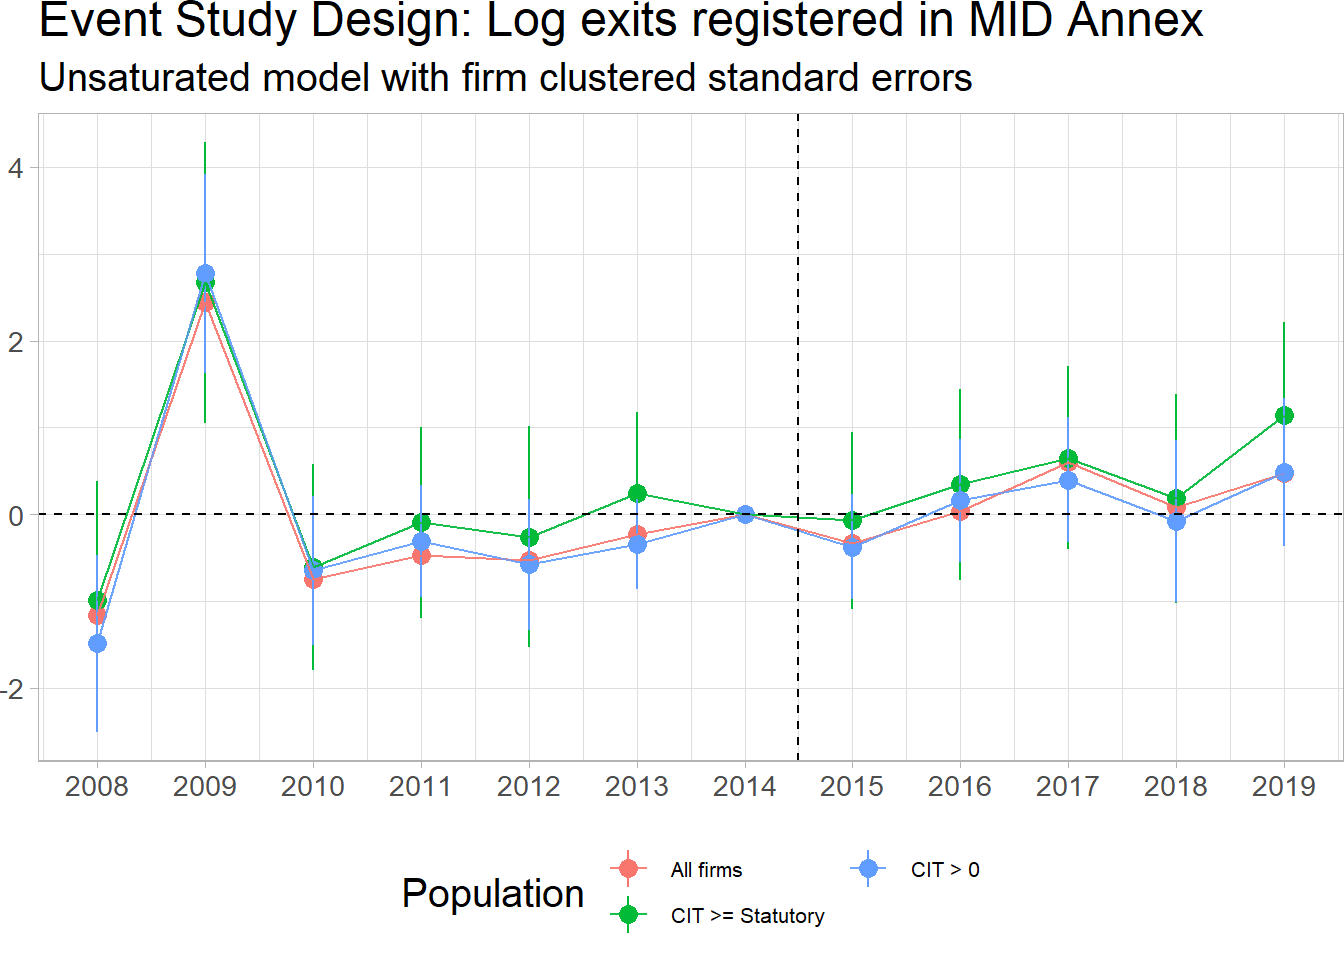 Event Study Design: Log exits registered in MID Annex
Unsaturated model with firm clustered standard errors
4
2
0
-2
2008 2009 2010 2011 2012 2013 2014 2015 2016 2017 2018 2019
Population
All firms
CIT >= Statutory
CIT > 0